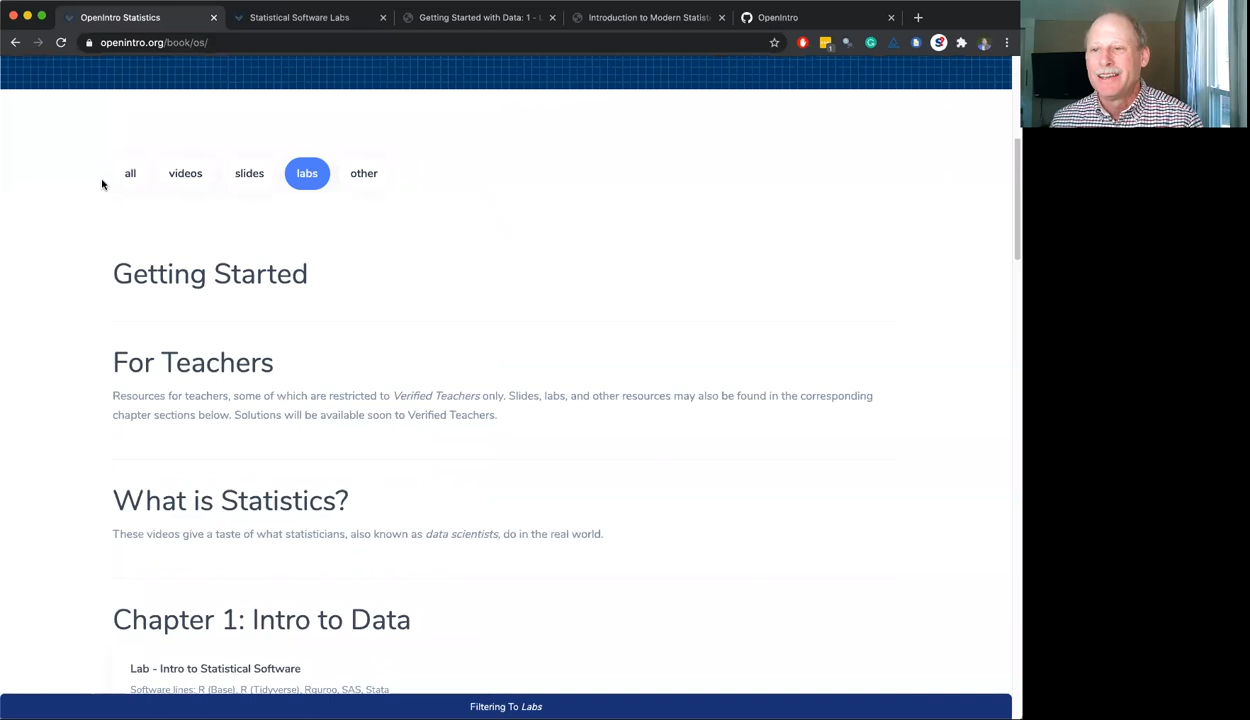 OpenIntro Statistics
Statistical Software Labs
Getting Started with Data: 1 -
Introduction to Modern Statist
OpenIntro
openintro.org/book/os/
all
videos
slides
labs
other
Getting Started
For Teachers
Resources for teachers, some of which are restricted to Verified Teachers only. Slides, labs, and other resources may also be found in the corresponding
chapter sections below. Solutions will be available soon to Verified Teachers.
What is Statistics?
These videos give a taste of what statisticians, also known as data scientists, do in the real world.
Chapter 1: Intro to Data
Lab - Intro to Statistical Software
Software lines: R (Base), R (Tidyverse), Rguroo, SAS, Stata
Filtering To Labs